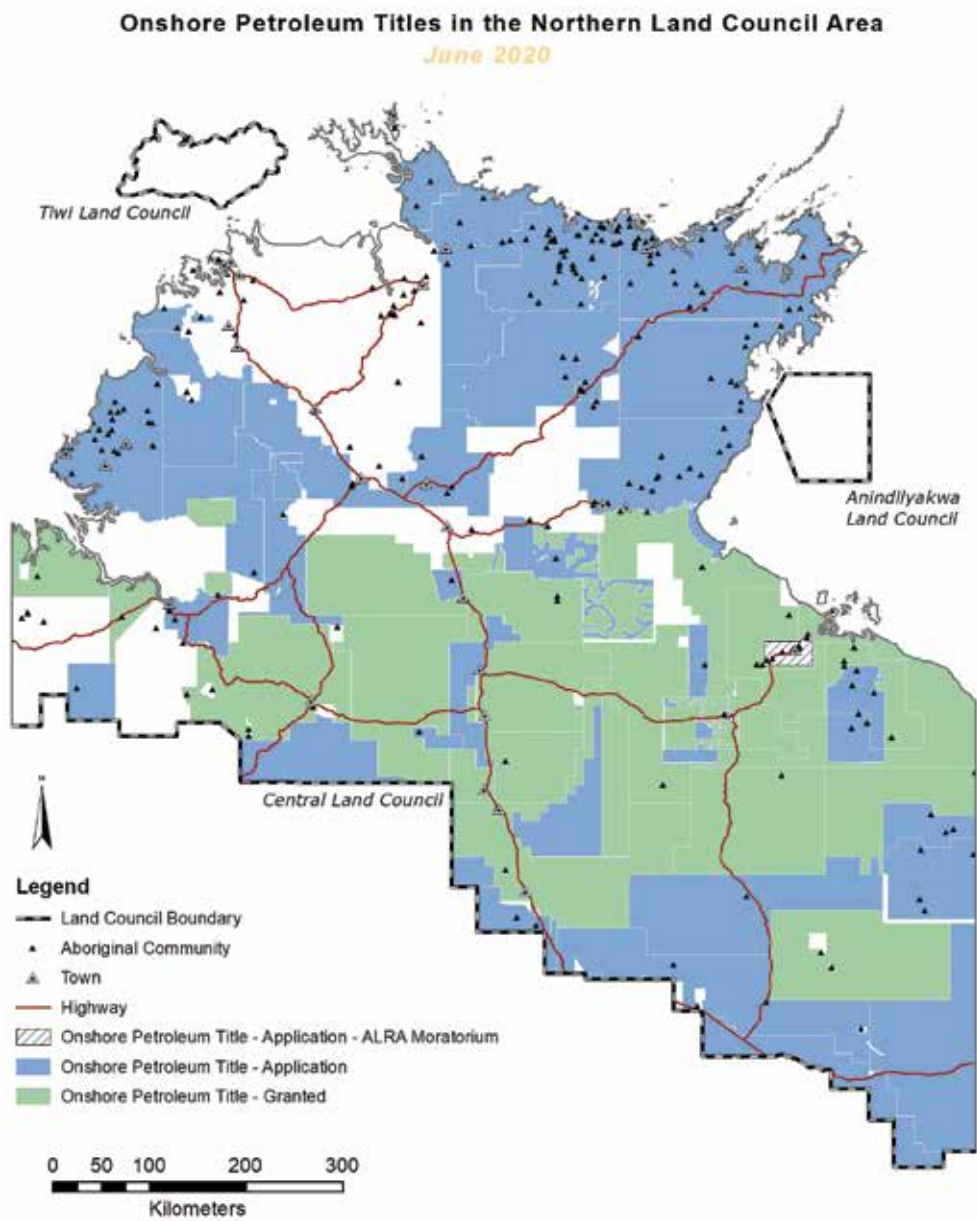 Onshore Petroleum Titles in the Northern Land Council Area
June 2020
Tiwi Land Council
Anindilyakwa
Land Council
Central Land Council
N
Legend
Land Council Boundary
Aboriginal Community
Town
Highway
Onshore Petroleum Title - Application - ALRA Moratorium
Onshore Petroleum Title - Application
Onshore Petroleum Title - Granted
0 50 100 200 300
Kilometers